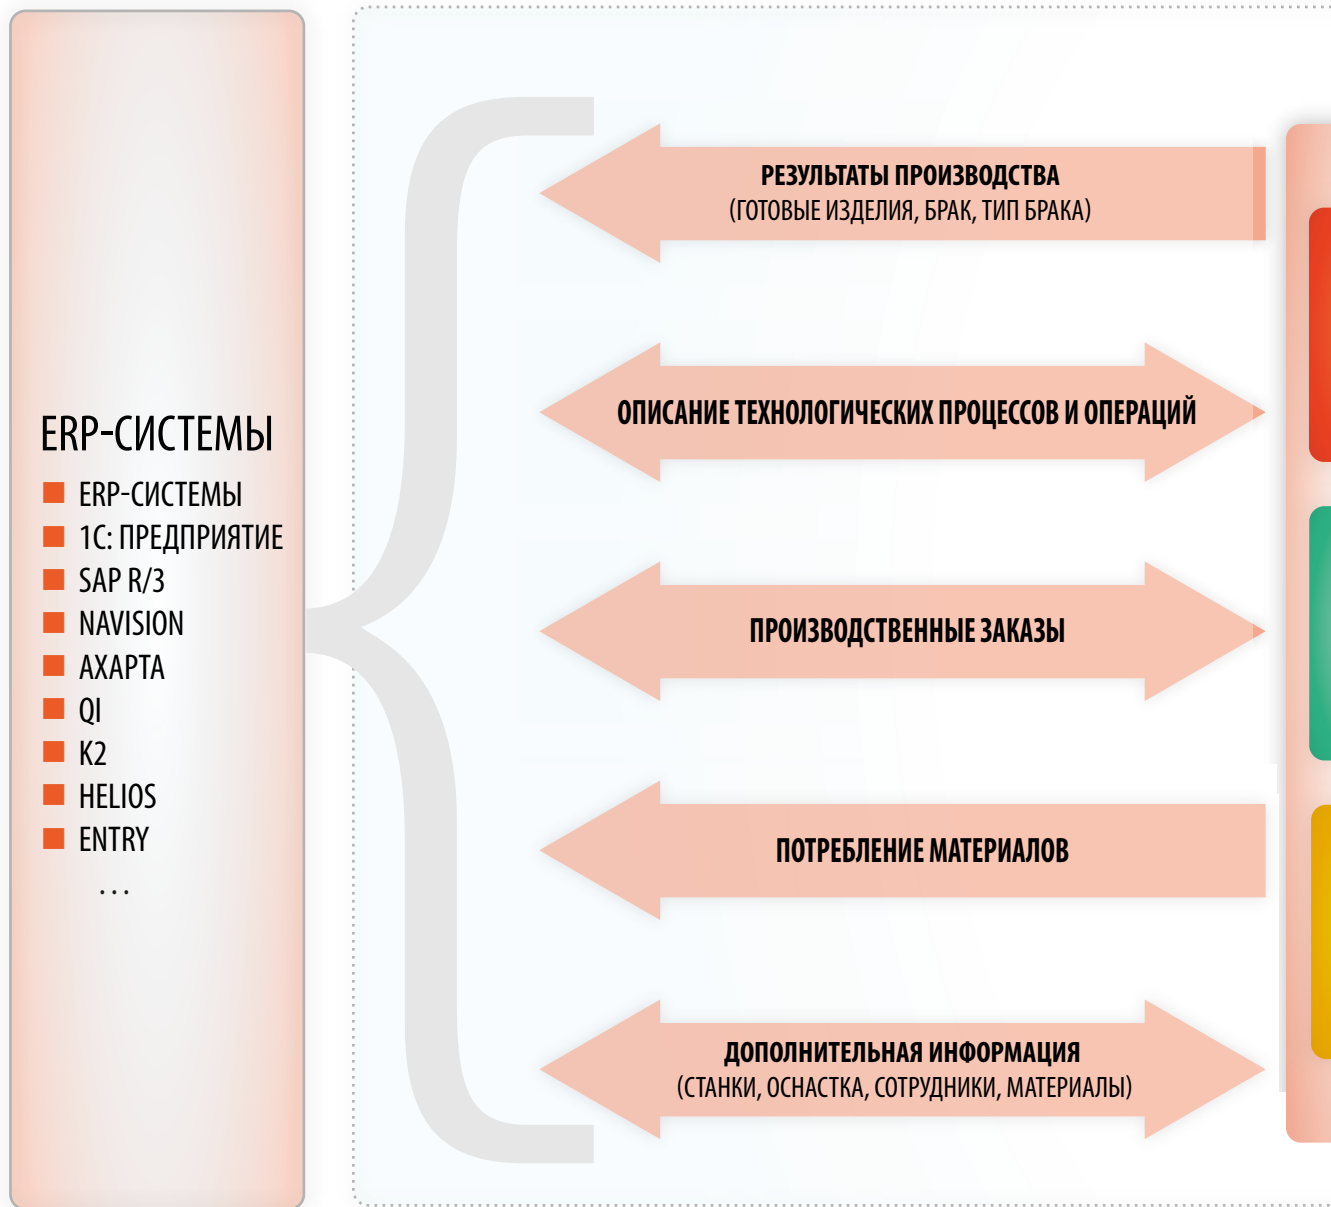 ERP-СИСТЕМЫ
ERP-СИСТЕМЫ
1С: ПРЕДПРИЯТИЕ
SAP R/3
NAVISION
АХАРТА
QI
K2
HELIOS
ENTRY
...
РЕЗУЛЬТАТЫ ПРОИЗВОДСТВА
(ГОТОВЫЕ ИЗДЕЛИЯ, БРАК, ТИП БРАКА)
ОПИСАНИЕ ТЕХНОЛОГИЧЕСКИХ ПРОЦЕССОВ И ОПЕРАЦИЙ
ПРОИЗВОДСТВЕННЫЕ ЗАКАЗЫ
ПОТРЕБЛЕНИЕ МАТЕРИАЛОВ
ДОПОЛНИТЕЛЬНАЯ ИНФОРМАЦИЯ
(СТАНКИ, ОСНАСТКА, СОТРУДНИКИ, МАТЕРИАЛЫ)